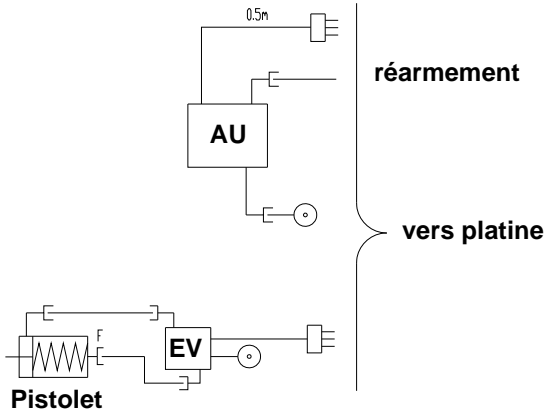 0.5m
réarmement
AU
vers platine
F
EV
Pistolet